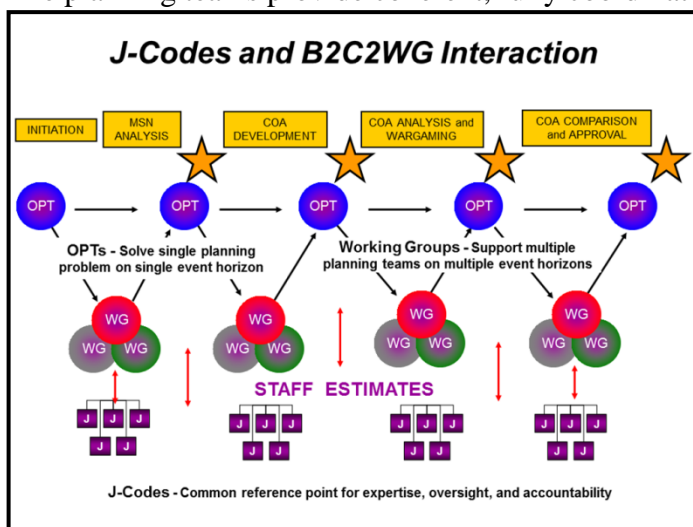 planning teams provide
J-Codes and B2C2WG Interaction
INITIATION
MSN
ANALYSIS
COA
DEVELOPMENT
COA ANALYSIS and
WARGAMING
COA COMPARISON
and APPROVAL
OPT
OPT
OPT
OPT
OPT
OPTs - Solve single planning
problem on single event horizon
Working Groups - Support multiple
planning teams on multiple event horizons
WG
WG WG
WG
WG WG
WG
WG WG
WG
WG WG
STAFF ESTIMATES
J J J
J J
J J J
J J
J J J
J J
J J J
J J
J-Codes - Common reference point for expertise, oversight, and accountability